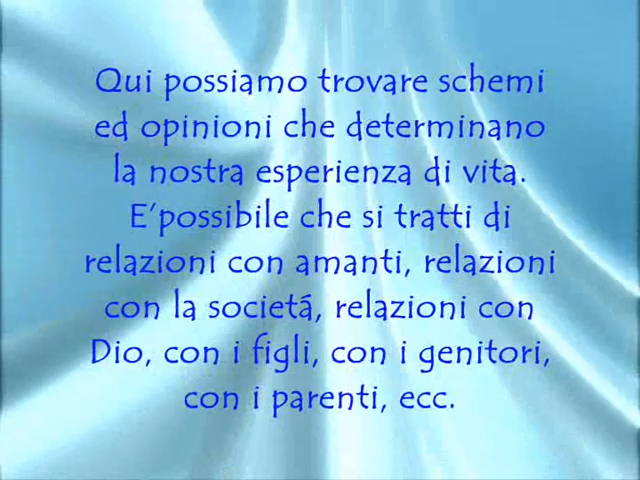 Qui possiamo trovare schemi
ed opinioni che determinano
la nostra esperienza di vita.
E'possibile che si tratti di
relazioni con amanti, relazioni
con la societá, relazioni con
Dio, con i figli, con i genitori,
con i parenti, ecc.